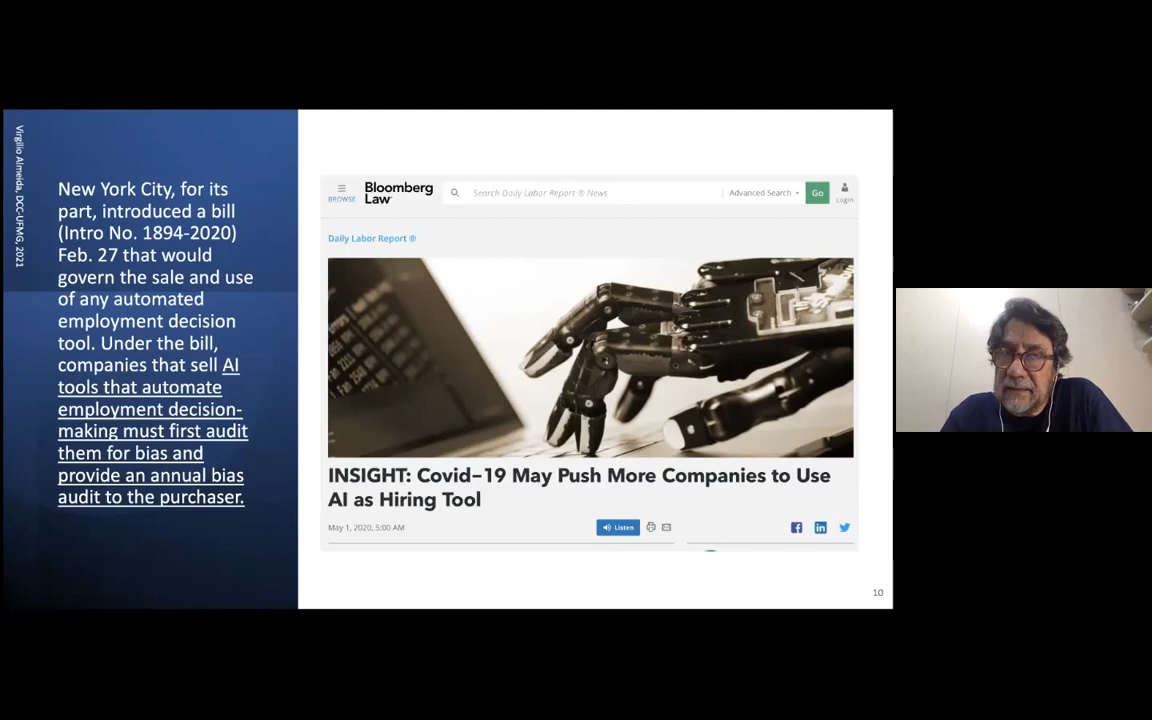 Virgilio Almeida, DCC-UFMG, 2021
New York City, for its
part, introduced a bill
(Intro No. 1894-2020)
Feb. 27 that would
govern the sale and use
of any automated
employment decision
tool. Under the bill,
companies that sell AI
tools that automate
employment decision-
making must first audit
them for bias and
provide an annual bias
audit to the purchaser.
BROWSE
Bloomberg
Law
Search Daily Labor Report ® News
Advanced Search
Go
Login
Daily Labor Report ®
INSIGHT: Covid-19 May Push More Companies to Use
AI as Hiring Tool
May 1, 2020, 5:00 AM
Listen
10